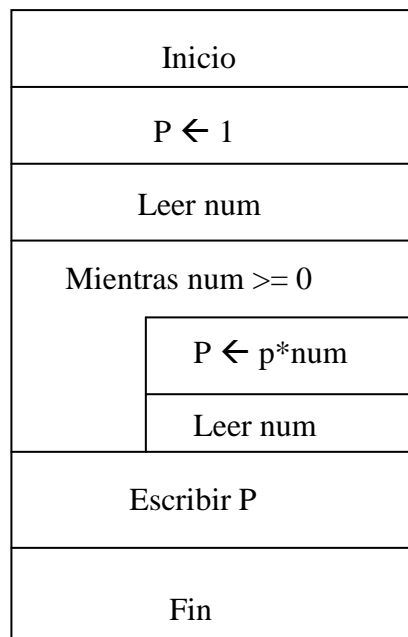 Inicio
P ← 1
Leer num
Mientras num >= 0
P ← p*num
Leer num
Escribir P
Fin